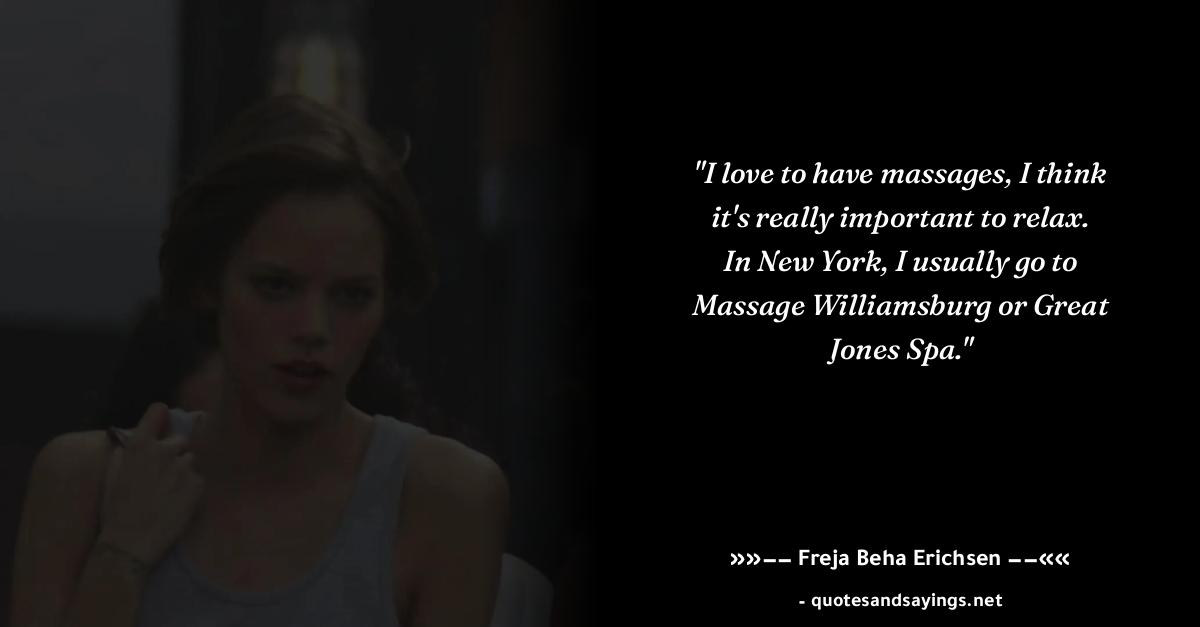 "I love to have massages, I think
it's really important to relax.
In New York, I usually go to
Massage Williamsburg or Great
Jones Spa."
»»−− Freja Beha Erichsen −−««
- quotesandsayings.net